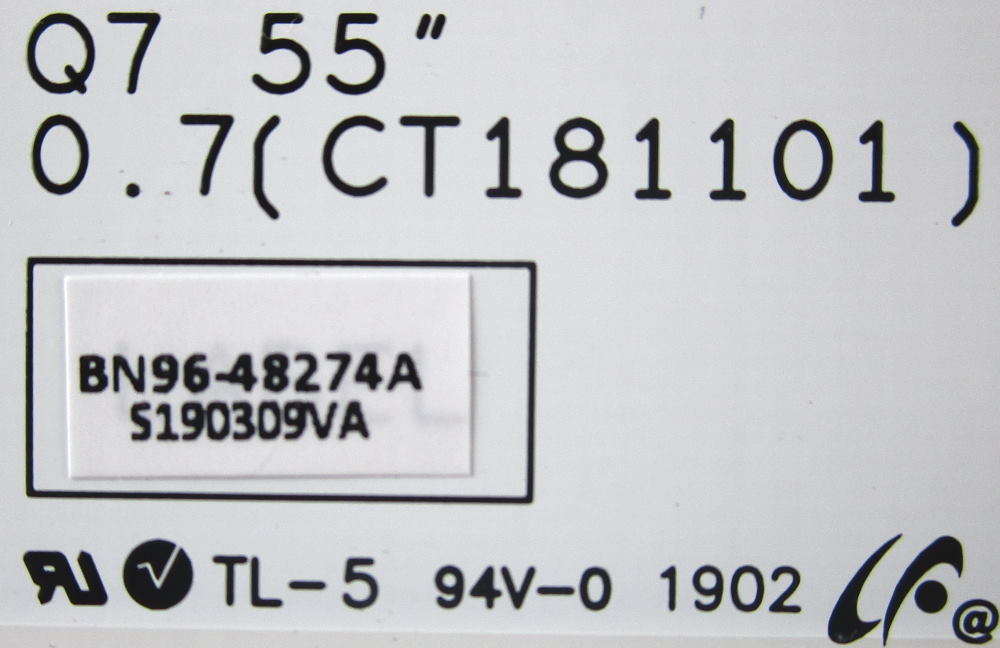 Q7 55"
0.7(CT181101)
BN96-48274A
S190309VA
TL-5 94V-0 1902
@